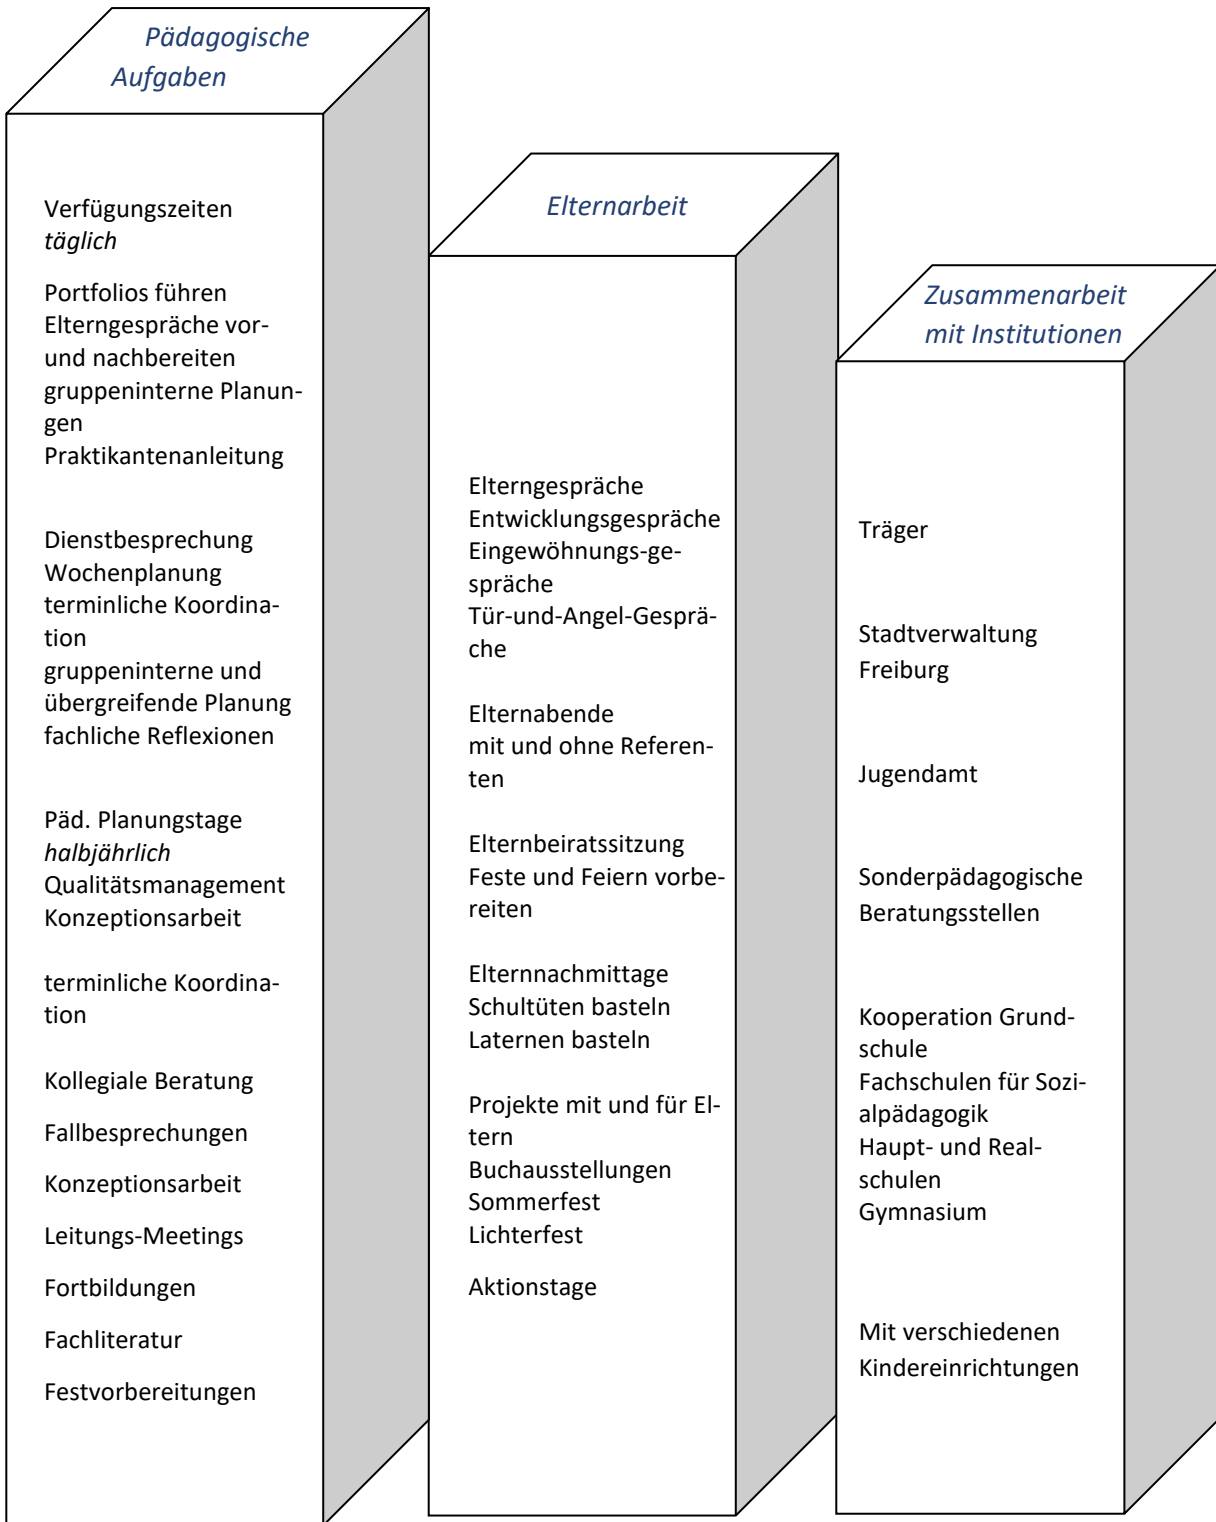 Pädagogische
Aufgaben
Verfügungszeiten
täglich
Portfolios führen
Elterngespräche vor-
und nachbereiten
gruppeninterne Planun-
gen
Praktikantenanleitung
Dienstbesprechung
Wochenplanung
terminliche Koordina-
tion
gruppeninterne und
übergreifende Planung
fachliche Reflexionen
Päd. Planungstage
halbjährlich
Qualitätsmanagement
Konzeptionsarbeit
terminliche Koordina-
tion
Kollegiale Beratung
Fallbesprechungen
Konzeptionsarbeit
Leitungs-Meetings
Fortbildungen
Fachliteratur
Festvorbereitungen
Elternarbeit
Elterngespräche
Entwicklungsgespräche
Eingewöhnungs-ge-
spräche
Tür-und-Angel-Gesprä-
che
Elternabende
mit und ohne Referen-
ten
Elternbeiratssitzung
Feste und Feiern vorbe-
reiten
Elternnachmittage
Schultüten basteln
Laternen basteln
Projekte mit und für El-
tern
Buchausstellungen
Sommerfest
Lichterfest
Aktionstage
Zusammenarbeit
mit Institutionen
Träger
Stadtverwaltung
Freiburg
Jugendamt
Sonderpädagogische
Beratungsstellen
Kooperation Grund-
schule
Fachschulen für Sozi-
alpädagogik
Haupt- und Real-
schulen
Gymnasium
Mit verschiedenen
Kindereinrichtungen